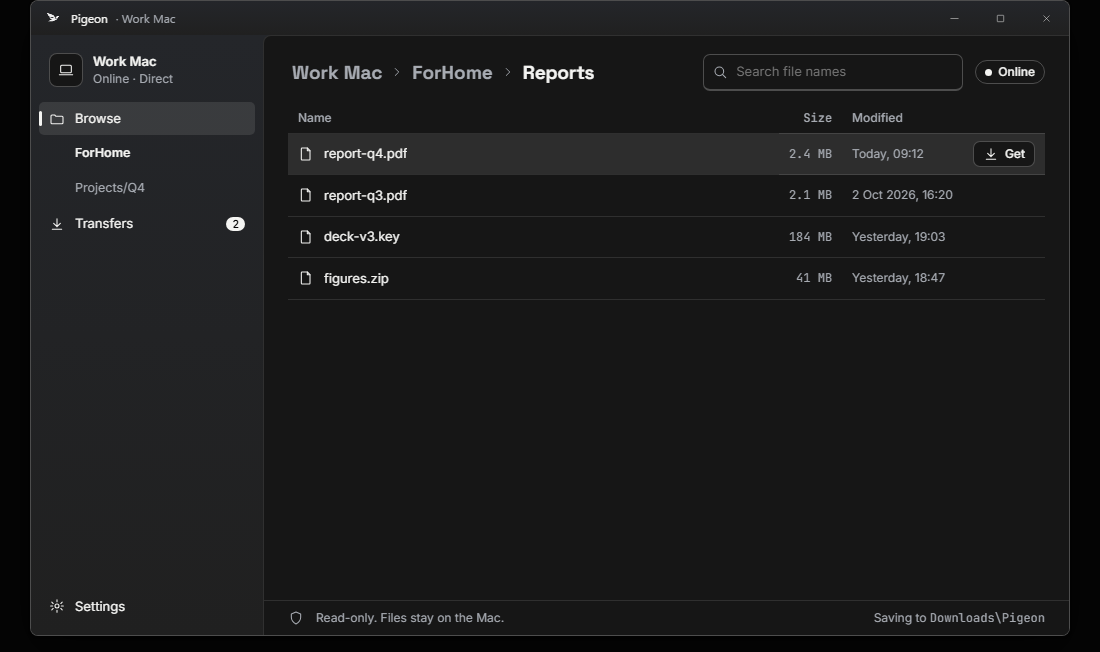 Pigeon · Work Mac
Work Mac
Online · Direct
Browse
ForHome
Projects/Q4
Transfers 2
Settings
Work Mac > ForHome > Reports
Search file names
Online
Name Size Modified
report-q4.pdf 2.4 MB Today, 09:12 Get
report-q3.pdf 2.1 MB 2 Oct 2026, 16:20
deck-v3.key 184 MB Yesterday, 19:03
figures.zip 41 MB Yesterday, 18:47
Read-only. Files stay on the Mac.
Saving to Downloads\Pigeon